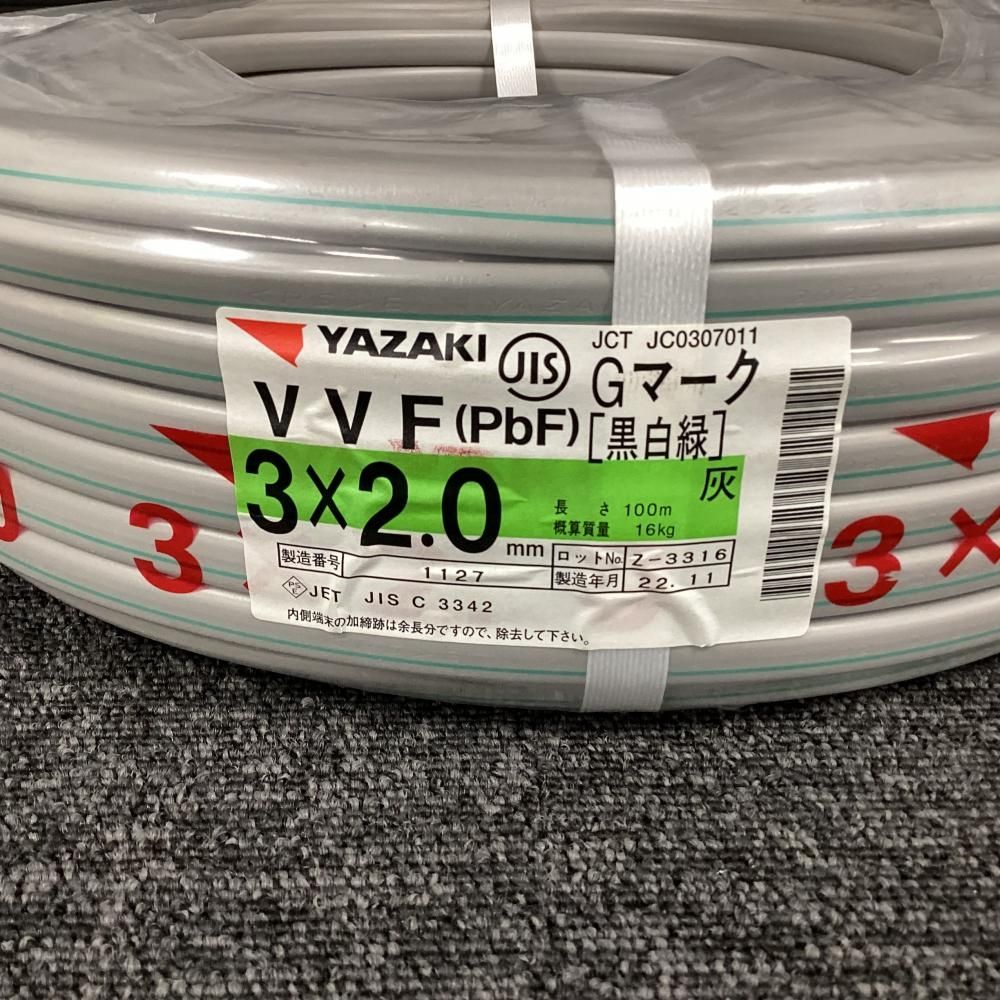 YAZAKI JIS JCT JC0307011
Gマーク
VVF(PbF) [黒白緑]
3×2.0mm 灰
長さ 100m
概算質量 16kg
製造番号 1127
ロットNo. Z-3316
製造年月 22.11
PSE JET JIS C 3342
内側端末の加締跡は余長分ですので、除去して下さい。
3
3×